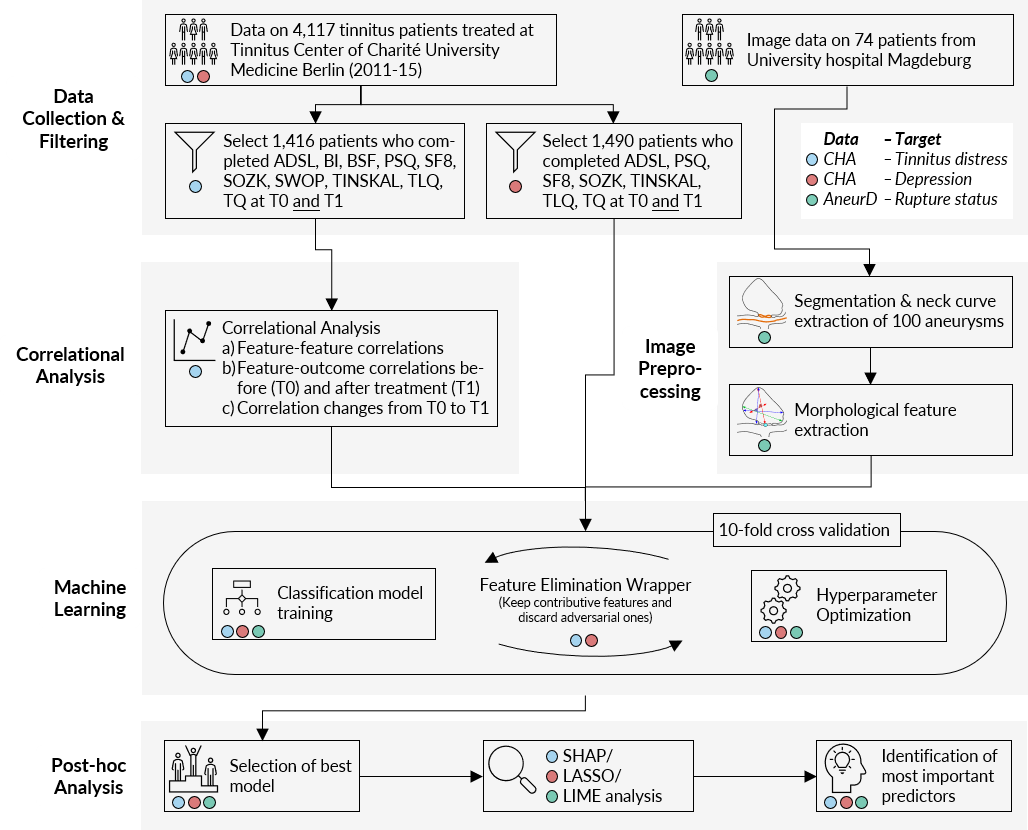 Data
Collection &
Filtering
Data on 4,117 tinnitus patients treated at
Tinnitus Center of Charité University
Medicine Berlin (2011-15)
Image data on 74 patients from
University hospital Magdeburg
Select 1,416 patients who com-
pleted ADSL, BI, BSF, PSQ, SF8,
SOZK, SWOP, TINSKAL, TLQ,
TQ at T0 and T1
Select 1,490 patients who
completed ADSL, PSQ,
SF8, SOZK, TINSKAL,
TLQ, TQ at T0 and T1
Data – Target
CHA – Tinnitus distress
CHA – Depression
AneurD – Rupture status
Correlational
Analysis
Correlational Analysis
a) Feature-feature correlations
b) Feature-outcome correlations be-
fore (T0) and after treatment (T1)
c) Correlation changes from T0 to T1
Image
Prepro-
cessing
Segmentation & neck curve
extraction of 100 aneurysms
Morphological feature
extraction
Machine
Learning
10-fold cross validation
Classification model
training
Feature Elimination Wrapper
(Keep contributive features and
discard adversarial ones)
Hyperparameter
Optimization
Post-hoc
Analysis
Selection of best
model
SHAP/
LASSO/
LIME analysis
Identification of
most important
predictors